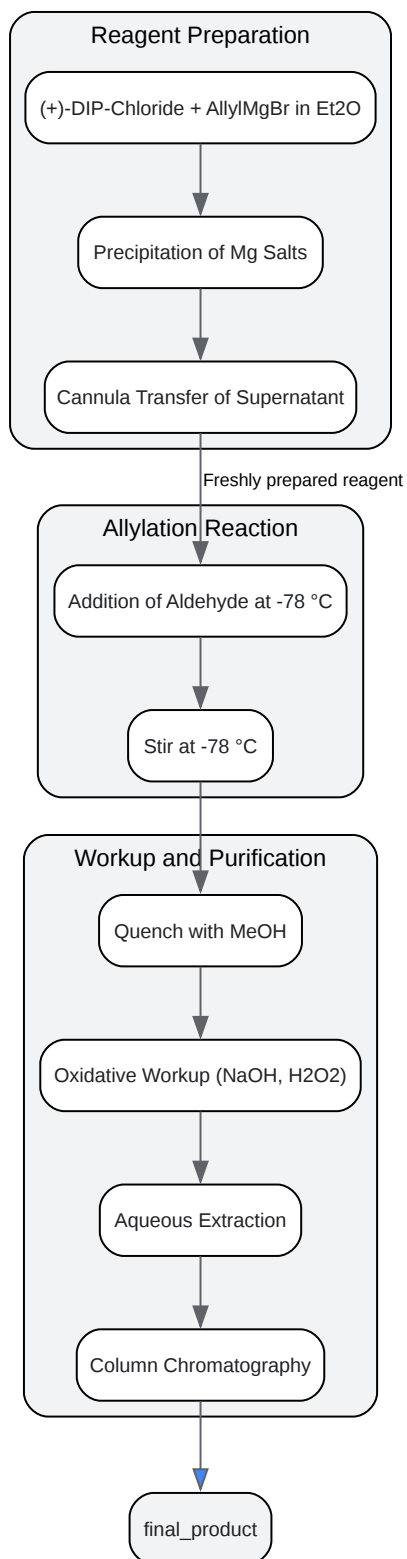 Reagent Preparation
(+)-DIP-Chloride + AllylMgBr in Et2O
Precipitation of Mg Salts
Cannula Transfer of Supernatant
Freshly prepared reagent
Allylation Reaction
Addition of Aldehyde at -78 °C
Stir at -78 °C
Workup and Purification
Quench with MeOH
Oxidative Workup (NaOH, H2O2)
Aqueous Extraction
Column Chromatography
final_product